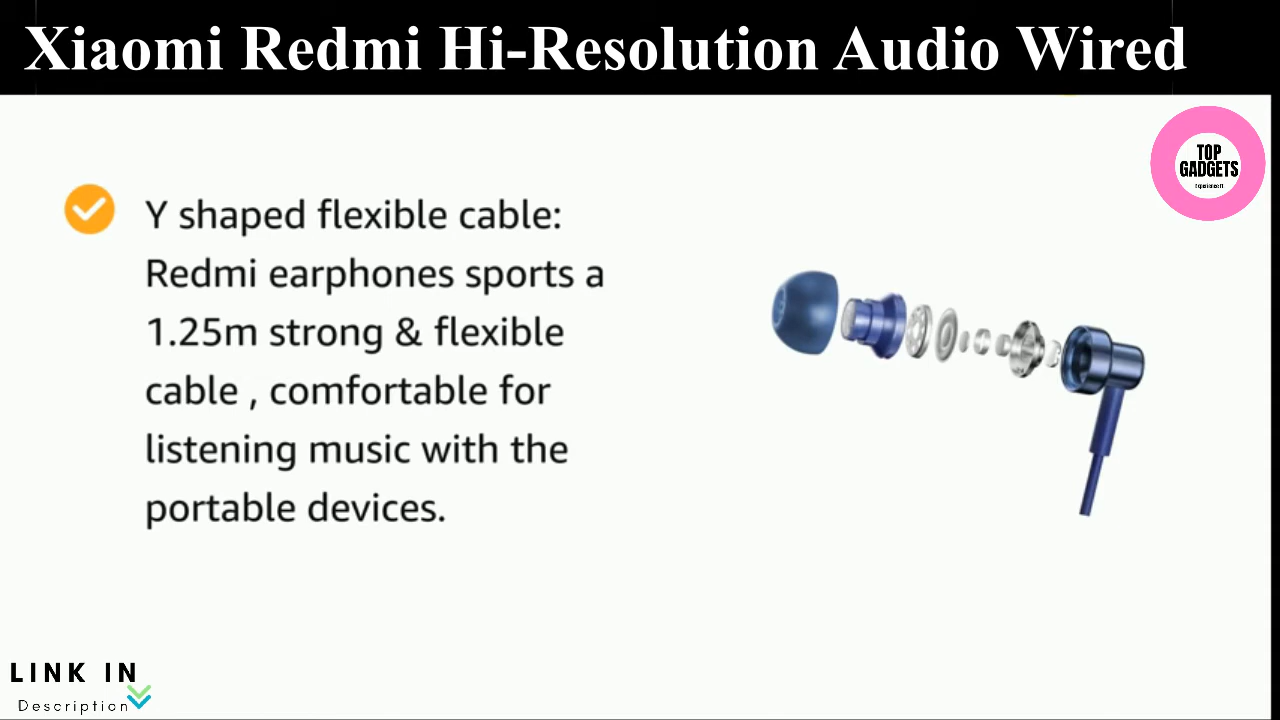 Xiaomi Redmi Hi-Resolution Audio Wired
TOP
GADGETS
Y shaped flexible cable:
Redmi earphones sports a
1.25m strong & flexible
cable , comfortable for
listening music with the
portable devices.
LINK IN
Description